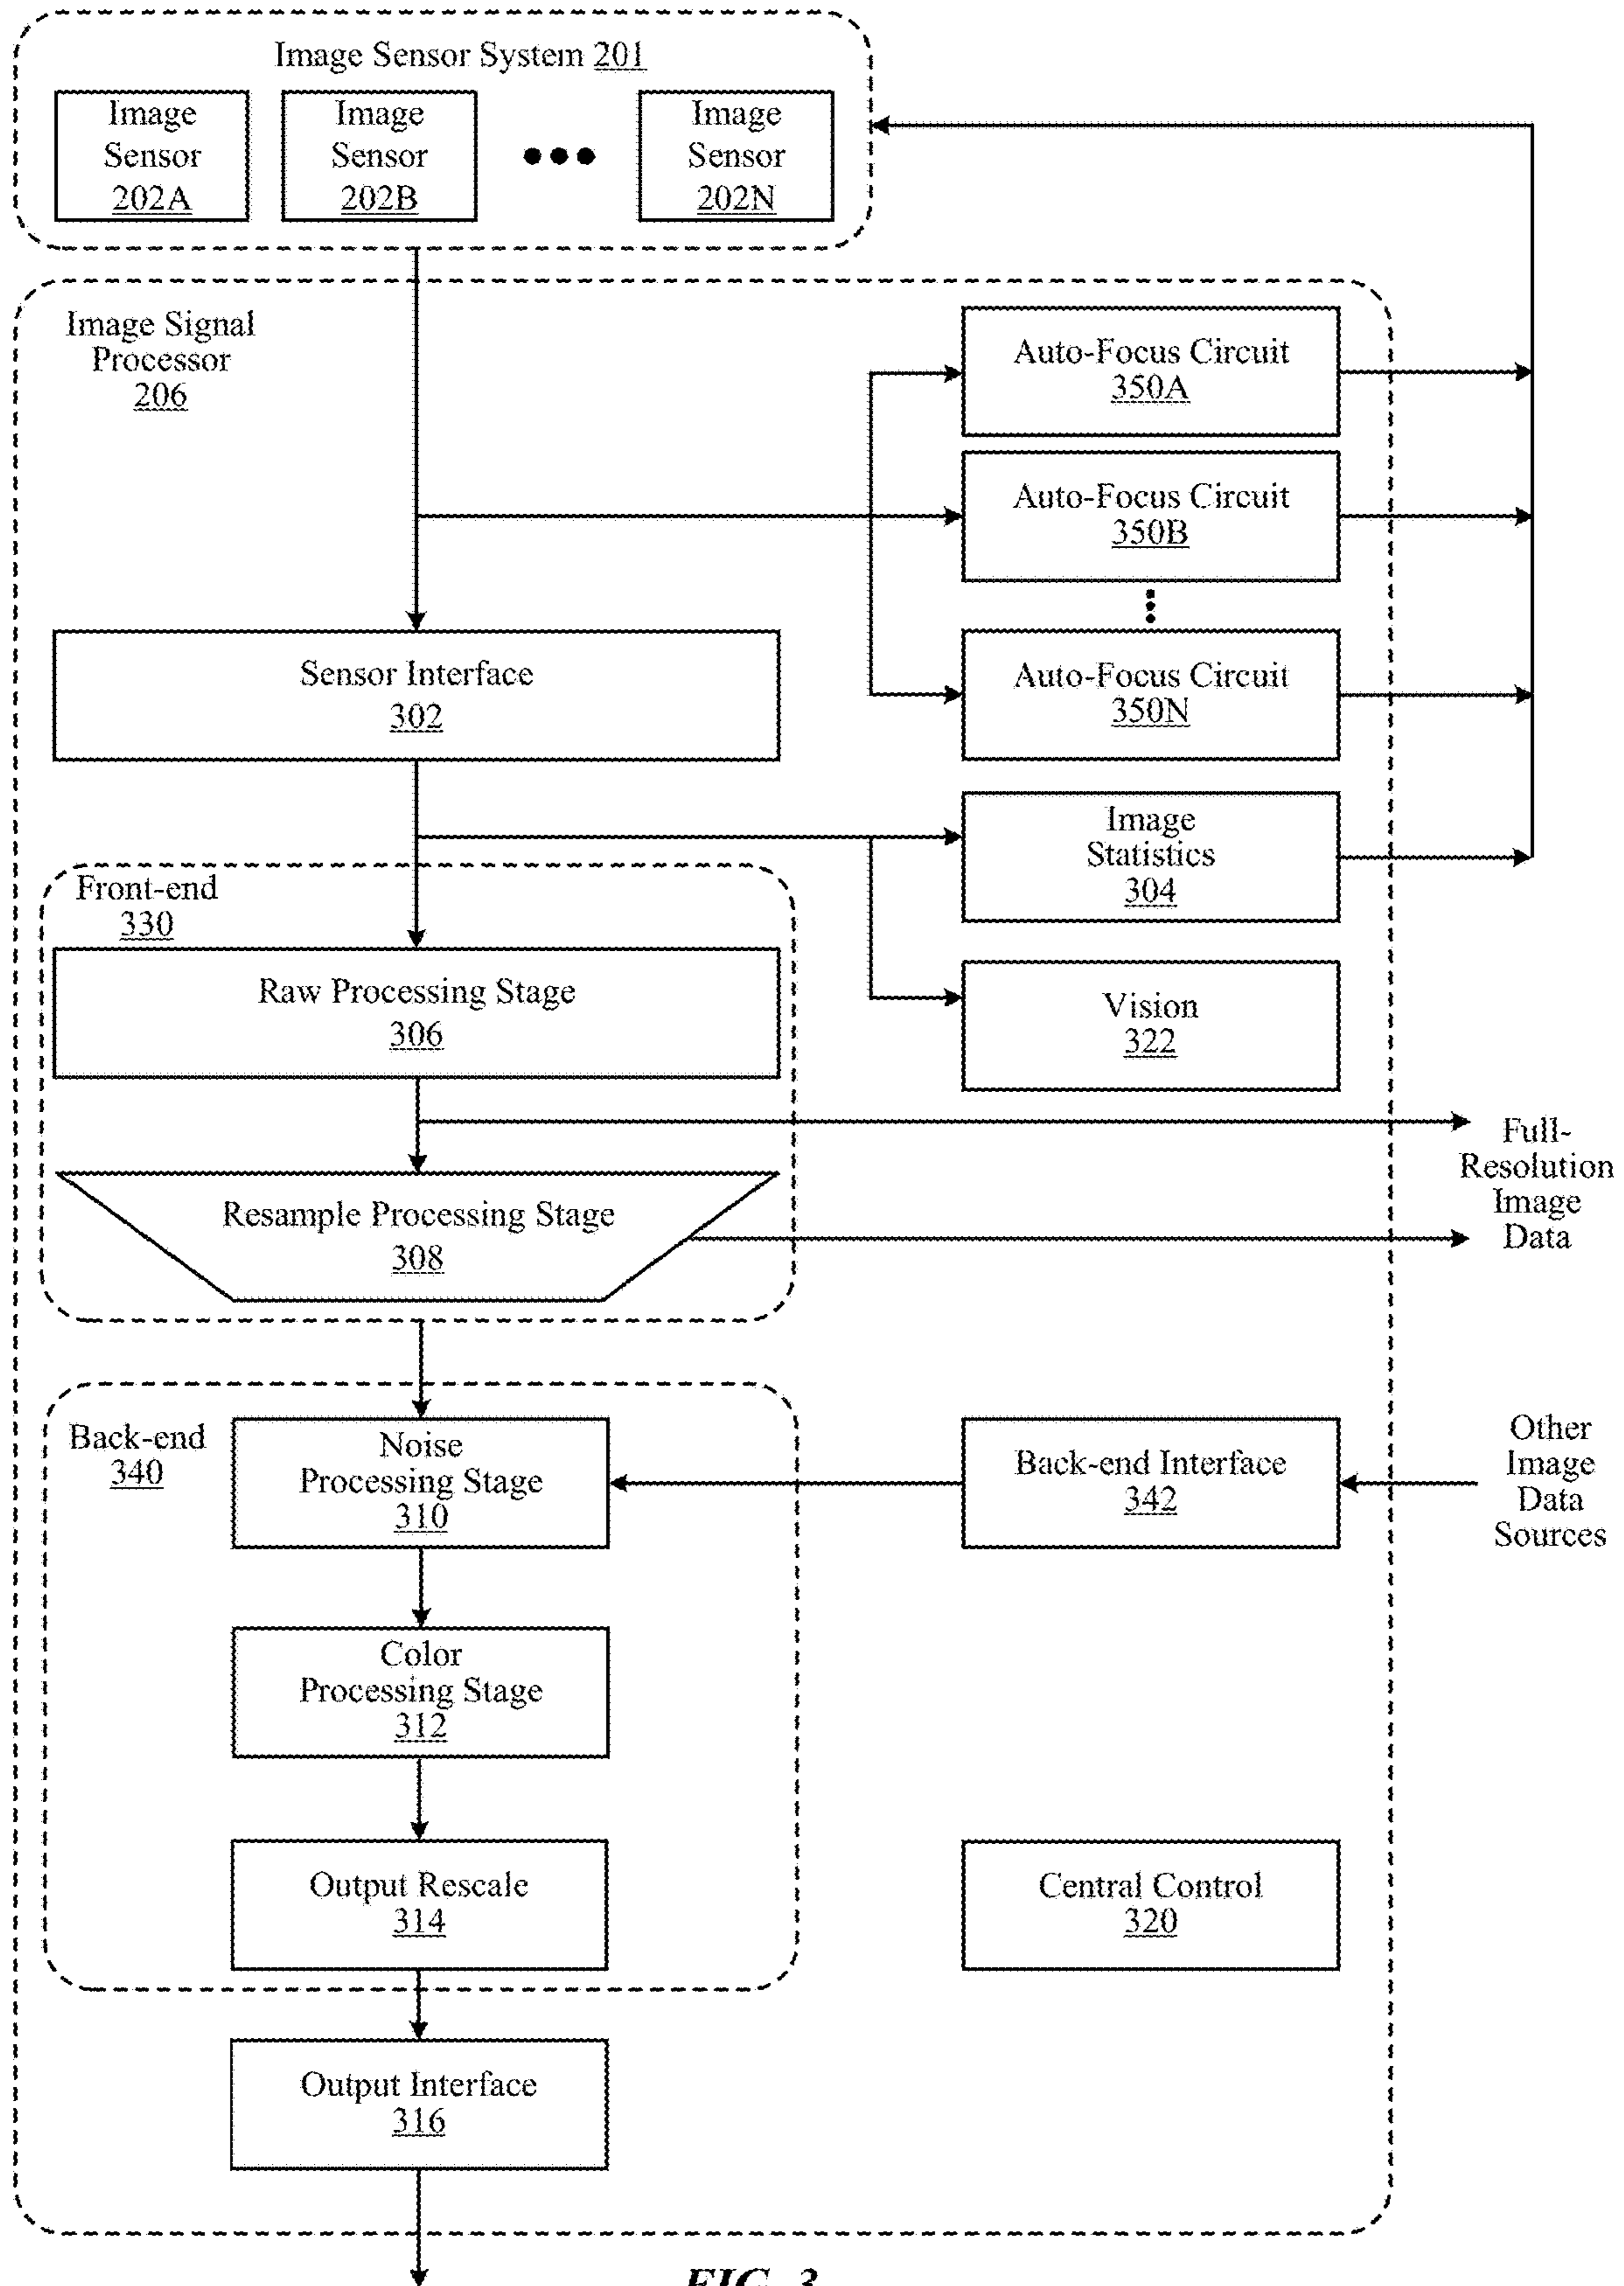 Image Sensor System 201
Image
Sensor
202A
Image
Sensor
202B
Image
Sensor
202N
Image Signal
Processor
206
Auto-Focus Circuit
350A
Auto-Focus Circuit
350B
Auto-Focus Circuit
350N
Sensor Interface
302
Image
Statistics
304
Front-end
330
Raw Processing Stage
306
Vision
322
Full-
Resolution
Image
Data
Resample Processing Stage
308
Back-end
340
Noise
Processing Stage
310
Back-end Interface
342
Other
Image
Data
Sources
Color
Processing Stage
312
Output Rescale
314
Central Control
320
Output Interface
316
FIG. 3